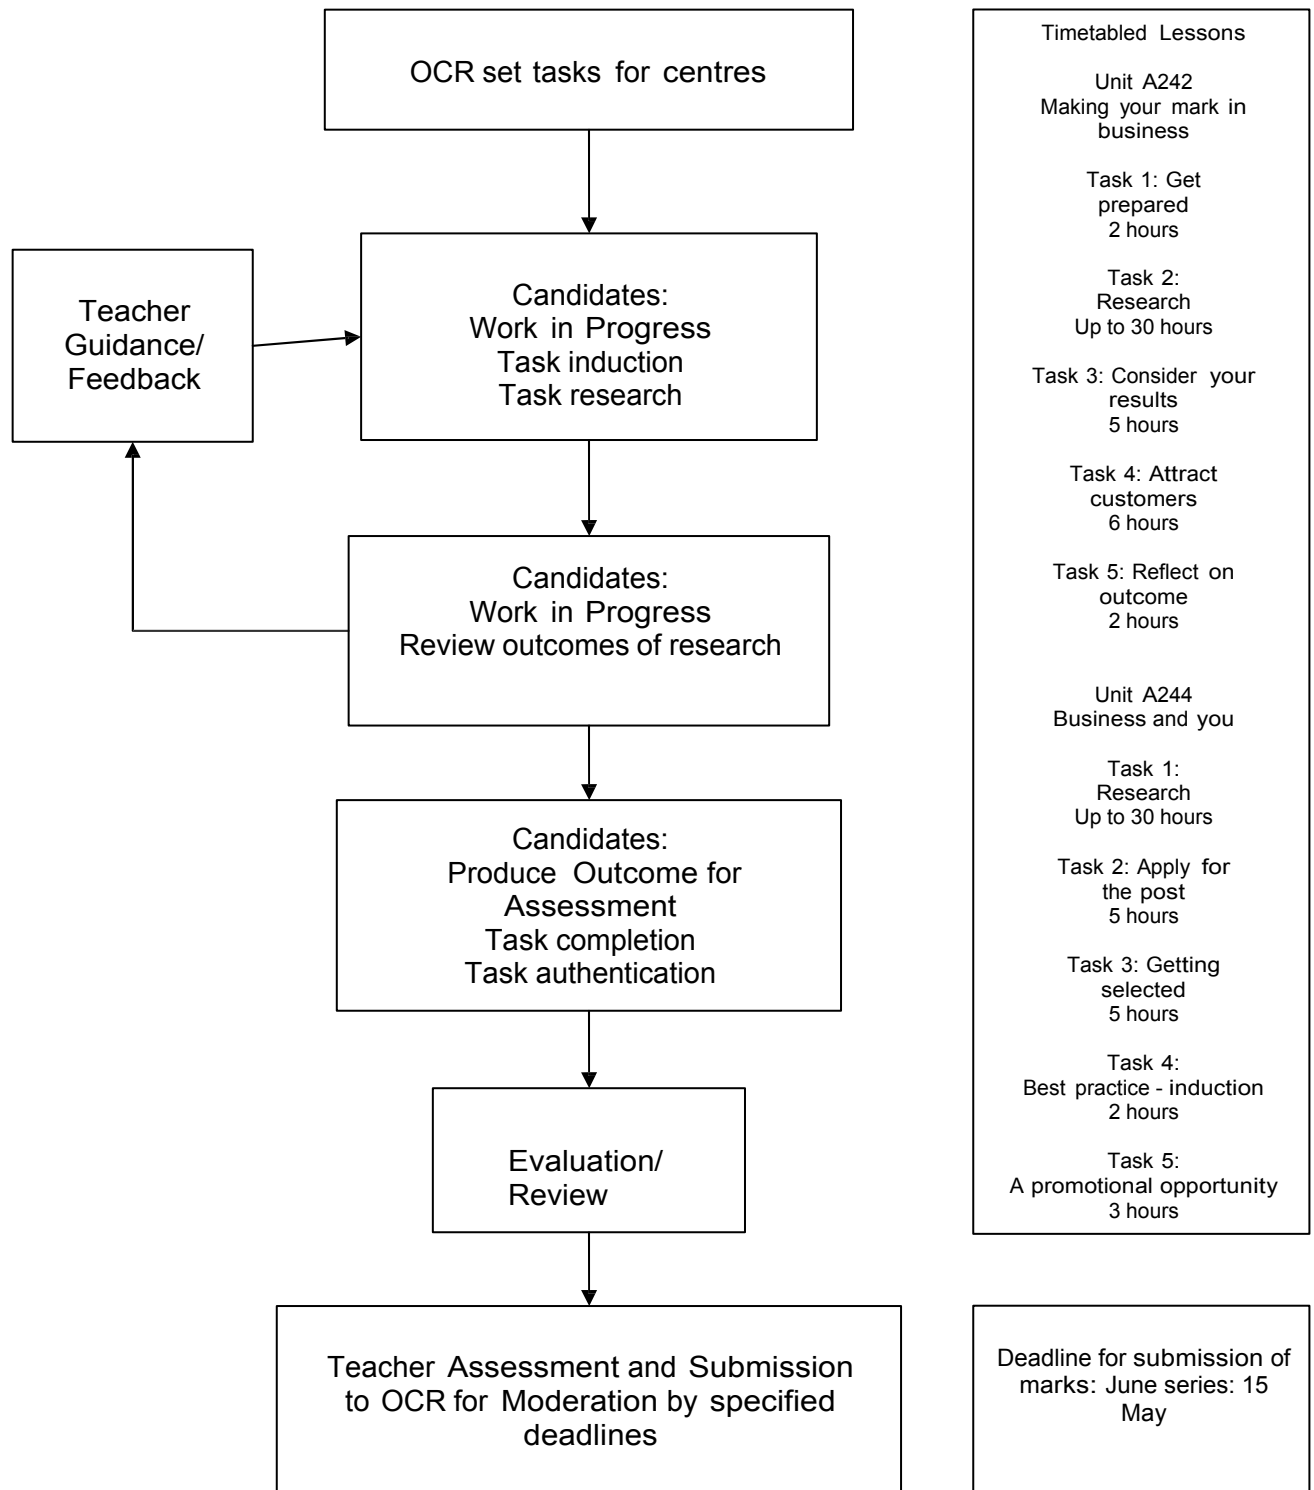 OCR set tasks for centres
Teacher
Guidance/
Feedback
Candidates:
Work in Progress
Task induction
Task research
Candidates:
Work in Progress
Review outcomes of research
Candidates:
Produce Outcome for
Assessment
Task completion
Task authentication
Evaluation/
Review
Teacher Assessment and Submission
to OCR for Moderation by specified
deadlines
Timetabled Lessons
Unit A242
Making your mark in
business
Task 1: Get
prepared
2 hours
Task 2:
Research
Up to 30 hours
Task 3: Consider your
results
5 hours
Task 4: Attract
customers
6 hours
Task 5: Reflect on
outcome
2 hours
Unit A244
Business and you
Task 1:
Research
Up to 30 hours
Task 2: Apply for
the post
5 hours
Task 3: Getting
selected
5 hours
Task 4:
Best practice - induction
2 hours
Task 5:
A promotional opportunity
3 hours
Deadline for submission of
marks: June series: 15
May